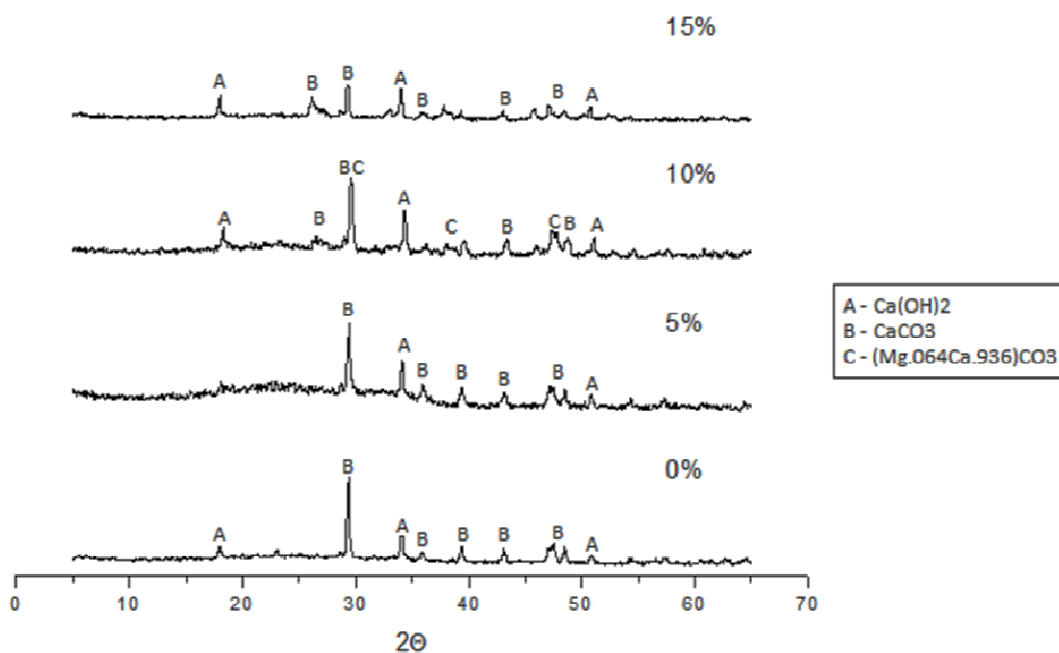 15%
A B B A B B B A
10%
A B BC A C B C B A
5%
B A B B B B A
0%
A B A B B B B A
A - Ca(OH)2
B - CaCO3
C - (Mg.064Ca.936)CO3
0 10 20 30 40 50 60 70
2Θ